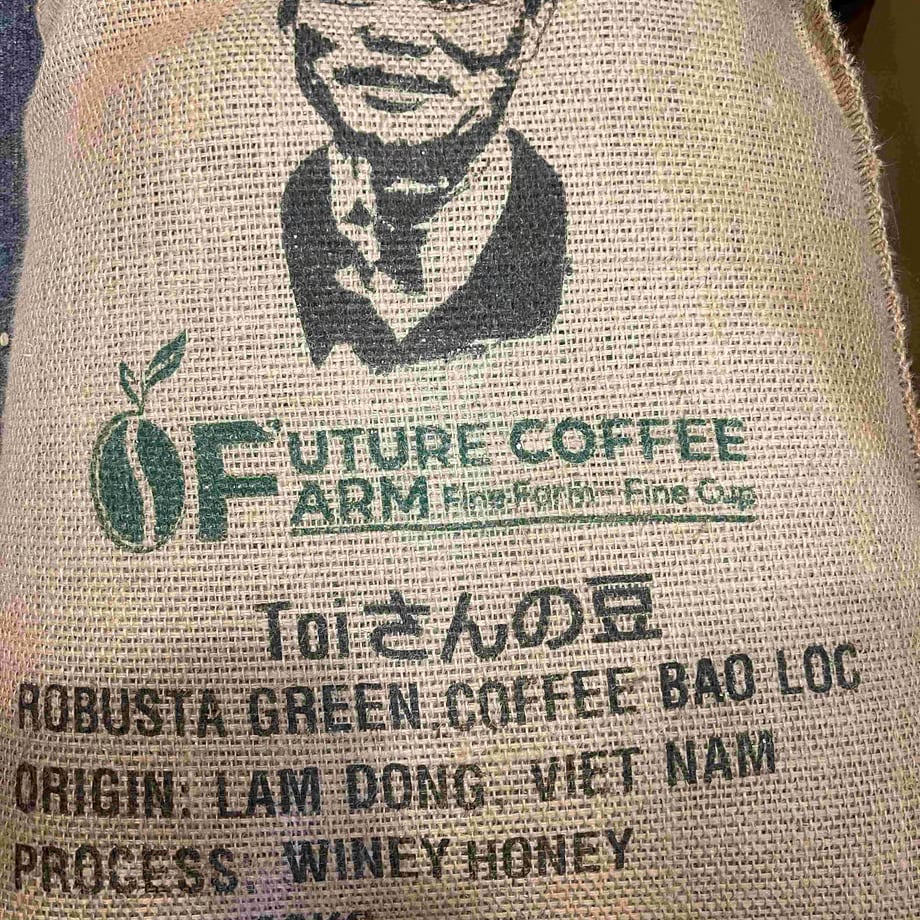 FUTURE COFFEE
FARM Fine Farm - Fine Cup
Toiさんの豆
ROBUSTA GREEN COFFEE BAO LOC
ORIGIN: LAM DONG, VIET NAM
PROCESS: WINEY HONEY